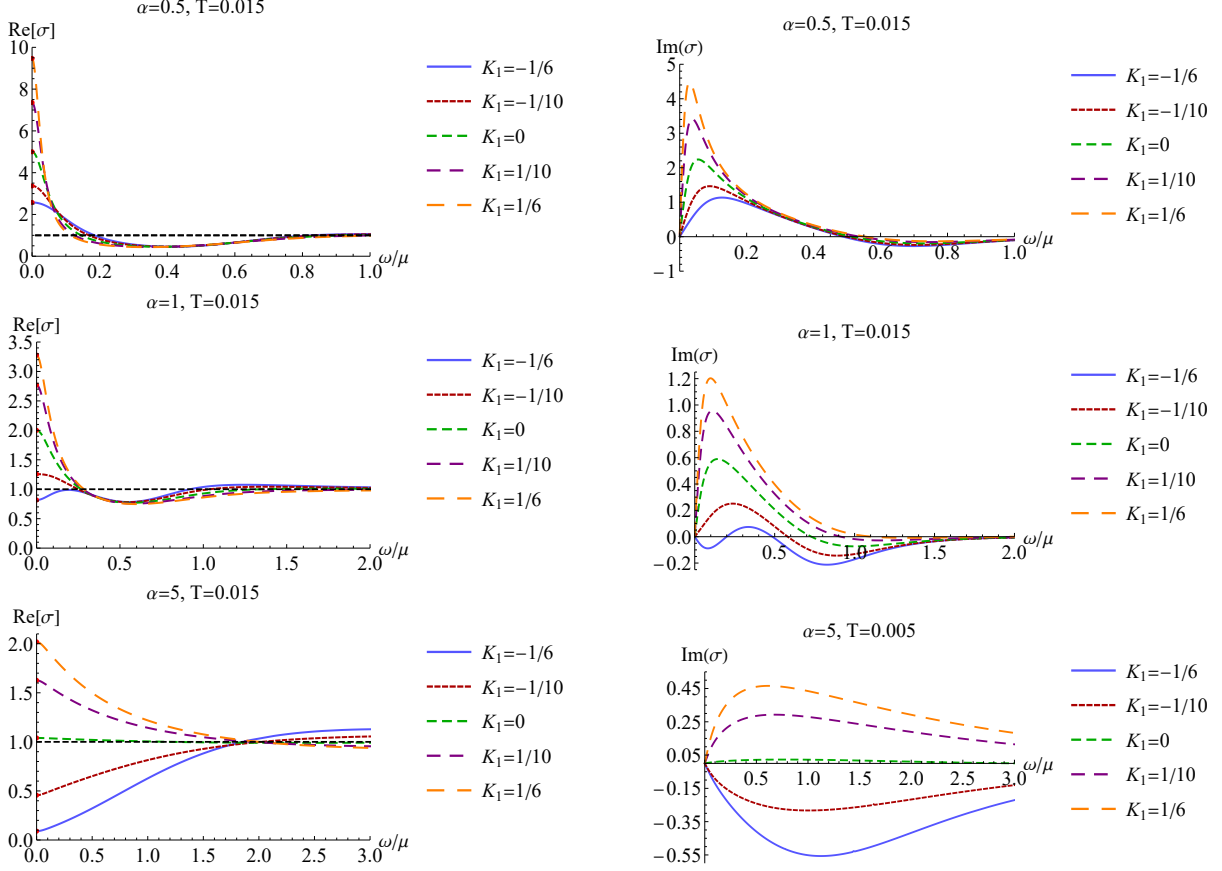 α=0.5, T=0.015
Re[σ]
10
8
6
4
2
0
0.0 0.2 0.4 0.6 0.8 1.0
ω/μ
K₁=-1/6
K₁=-1/10
K₁=0
K₁=1/10
K₁=1/6
α=0.5, T=0.015
Im(σ)
5
4
3
2
1
0
-1
0.2 0.4 0.6 0.8 1.0
ω/μ
K₁=-1/6
K₁=-1/10
K₁=0
K₁=1/10
K₁=1/6
α=1, T=0.015
Re[σ]
3.5
3.0
2.5
2.0
1.5
1.0
0.5
0.0
0.0 0.5 1.0 1.5 2.0
ω/μ
K₁=-1/6
K₁=-1/10
K₁=0
K₁=1/10
K₁=1/6
α=1, T=0.015
Im(σ)
1.2
1.0
0.8
0.6
0.4
0.2
0.0
-0.2
0.5 1.0 1.5 2.0
ω/μ
K₁=-1/6
K₁=-1/10
K₁=0
K₁=1/10
K₁=1/6
α=5, T=0.015
Re[σ]
2.0
1.5
1.0
0.5
0.0
0.0 0.5 1.0 1.5 2.0 2.5 3.0
ω/μ
K₁=-1/6
K₁=-1/10
K₁=0
K₁=1/10
K₁=1/6
α=5, T=0.005
Im(σ)
0.45
0.25
0.05
-0.15
-0.35
-0.55
0.5 1.0 1.5 2.0 2.5 3.0
ω/μ
K₁=-1/6
K₁=-1/10
K₁=0
K₁=1/10
K₁=1/6